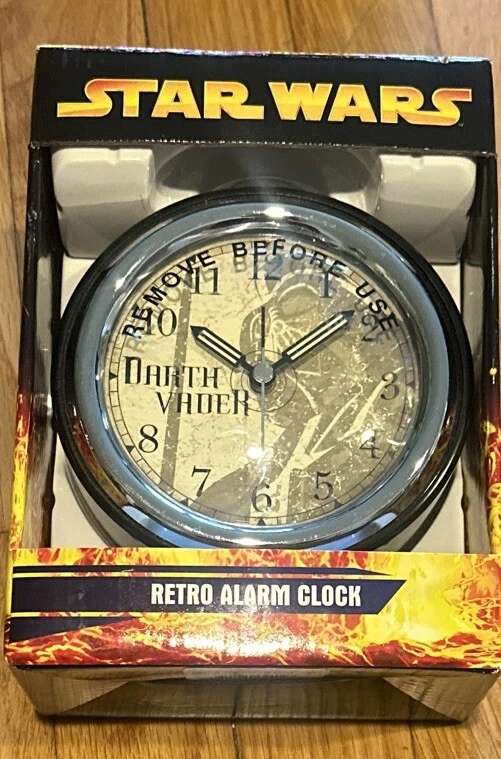 STAR WARS
REMOVE BEFORE USE
11 12 1
10 2
DARTH
VADER
3
8 4
7 6 5
RETRO ALARM CLOCK